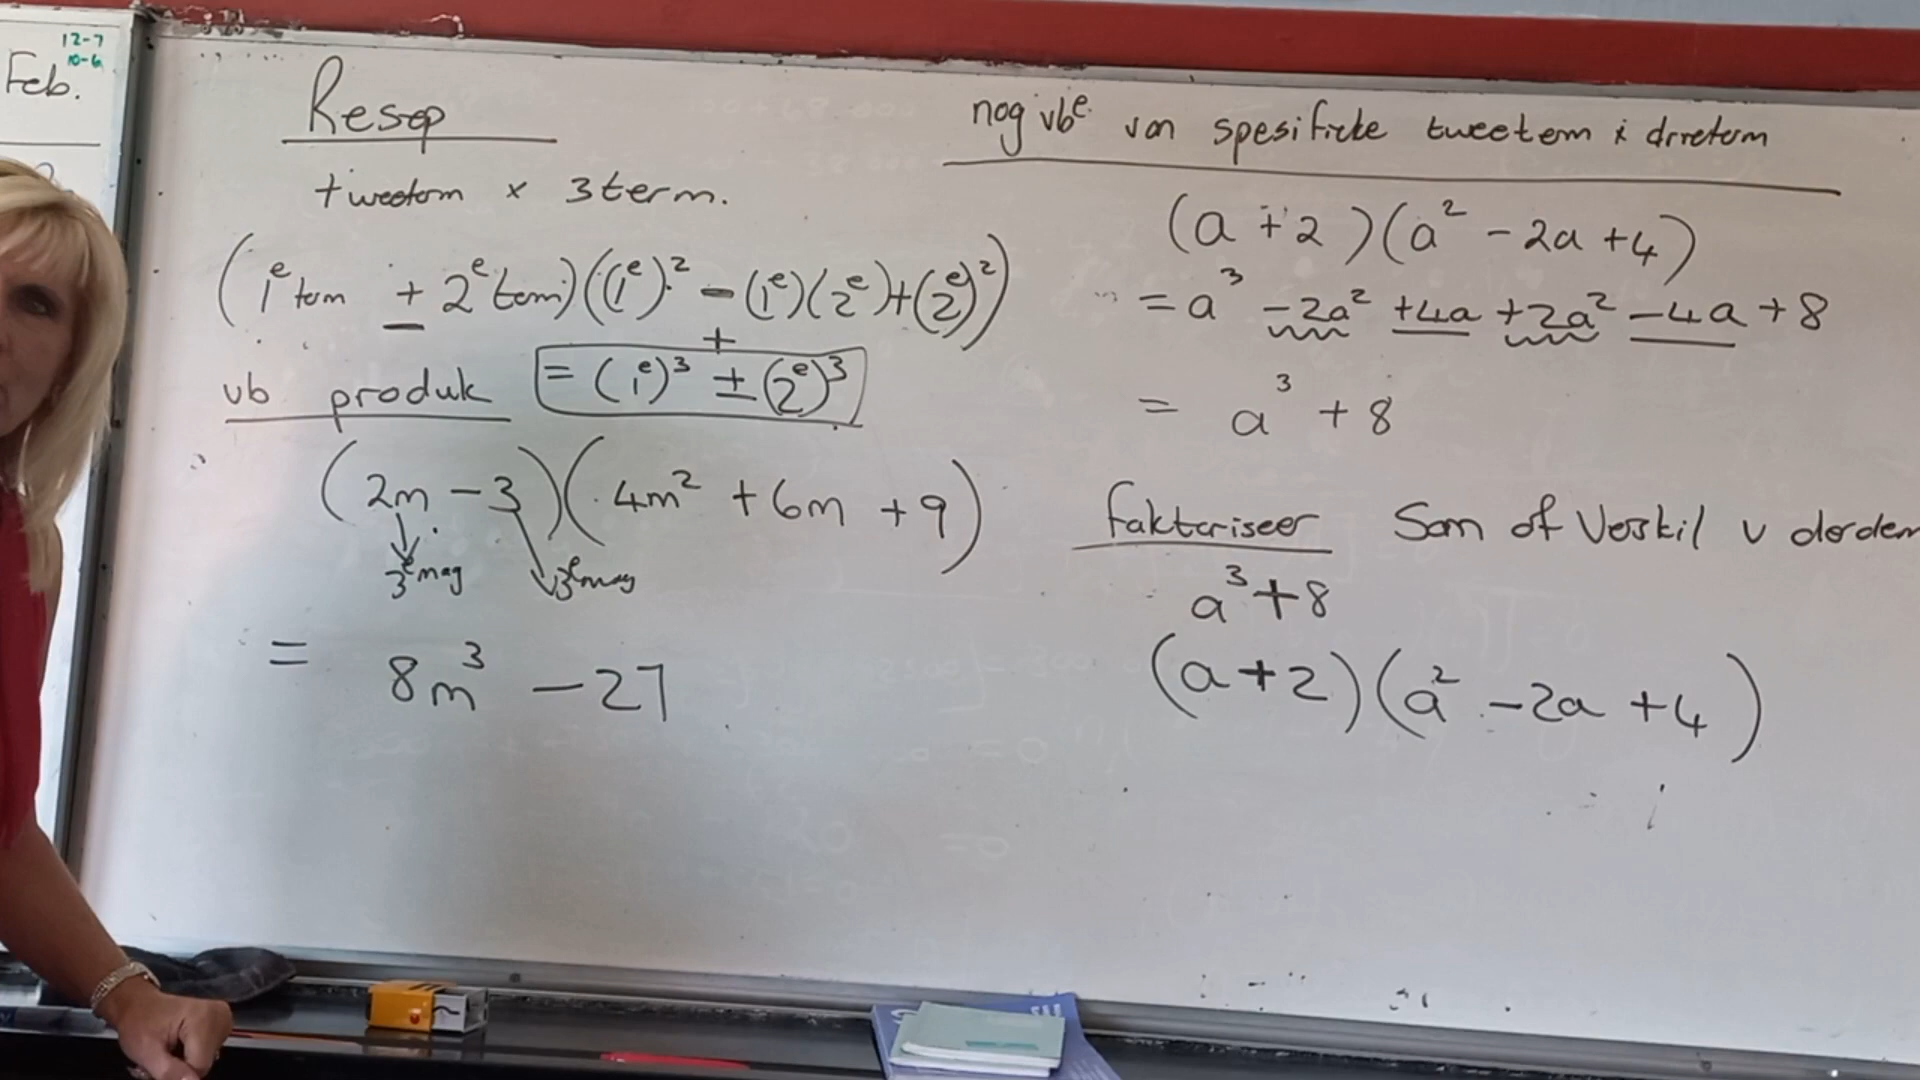 12-7
10-6
Feb.
Resep
tweeterm x 3term.
(1e term ± 2e term)((1e)² - (1e)(2e)+(2e)²)
+
= (1e)³ ± (2e)³
vb produk
(2m - 3)(4m² + 6m + 9)
3e mag 3e mag
= 8m³ - 27
nog vbe van spesifieke tweeterm x drieterm
(a + 2)(a² - 2a + 4)
= a³ - 2a² + 4a + 2a² - 4a + 8
= a³ + 8
faktoriseer Som of Verskil v derdem
a³ + 8
(a + 2)(a² - 2a + 4)